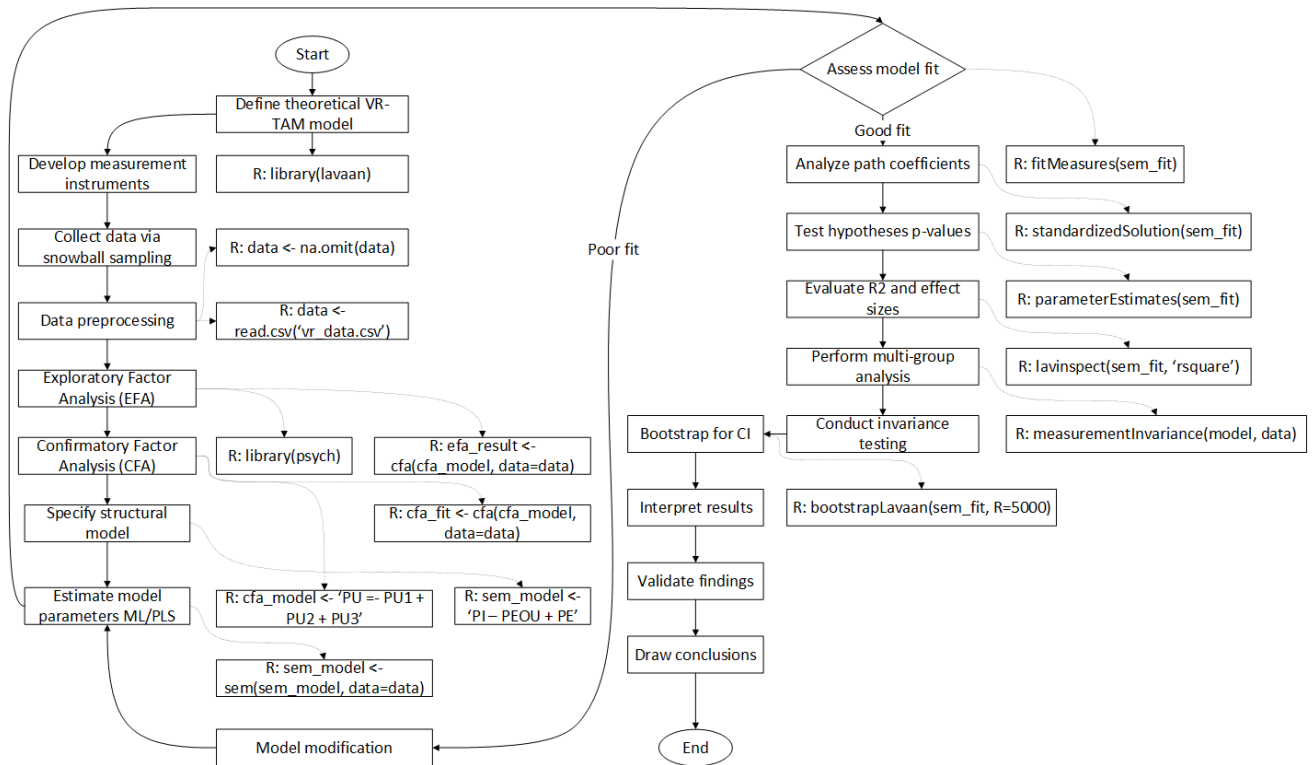 Start
Define theoretical VR-
TAM model
Develop measurement
instruments
R: library(lavaan)
Collect data via
snowball sampling
R: data <- na.omit(data)
Data preprocessing
R: data <-
read.csv(‘vr_data.csv’)
Exploratory Factor
Analysis (EFA)
Confirmatory Factor
Analysis (CFA)
R: library(psych)
R: efa_result <-
cfa(cfa_model, data=data)
Specify structural
model
R: cfa_fit <- cfa(cfa_model,
data=data)
Estimate model
parameters ML/PLS
R: cfa_model <- ‘PU =- PU1 +
PU2 + PU3’
R: sem_model <-
‘PI – PEOU + PE’
R: sem_model <-
sem(sem_model, data=data)
Model modification
Poor fit
Assess model fit
Good fit
Analyze path coefficients
R: fitMeasures(sem_fit)
Test hypotheses p-values
R: standardizedSolution(sem_fit)
Evaluate R2 and effect
sizes
R: parameterEstimates(sem_fit)
Perform multi-group
analysis
R: lavinspect(sem_fit, ‘rsquare’)
Bootstrap for CI
Conduct invariance
testing
R: measurementInvariance(model, data)
Interpret results
R: bootstrapLavaan(sem_fit, R=5000)
Validate findings
Draw conclusions
End